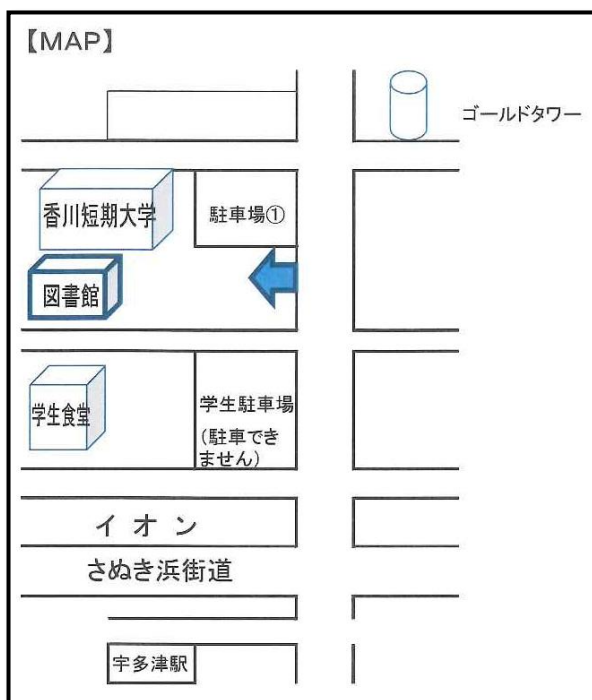 【MAP】
ゴールドタワー
香川短期大学
駐車場①
図書館
学生食堂
学生駐車場
(駐車でき
ません)
イオン
さぬき浜街道
宇多津駅